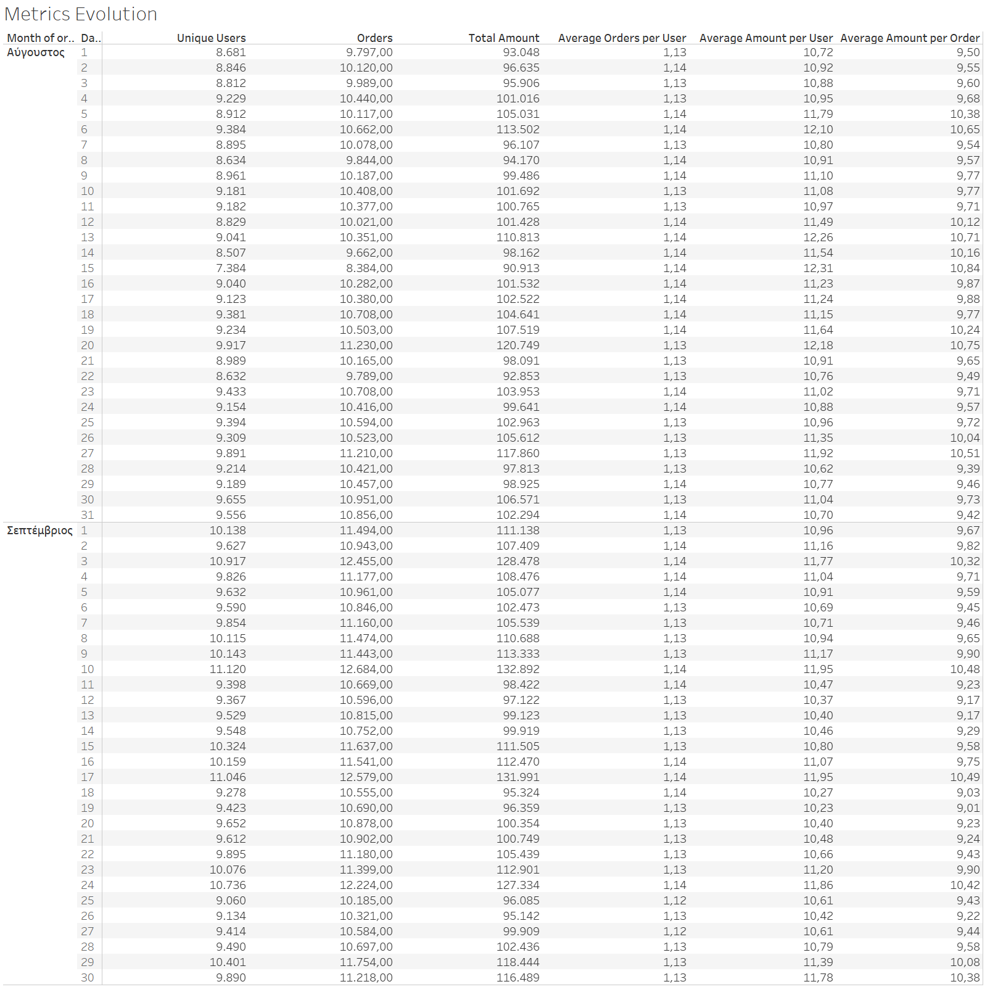 Metrics Evolution
Month of or.. Da.. Unique Users Orders Total Amount Average Orders per User Average Amount per User Average Amount per Order
Αύγουστος 1 8.681 9.797,00 93.048 1,13 10,72 9,50
2 8.846 10.120,00 96.635 1,14 10,92 9,55
3 8.812 9.989,00 95.906 1,13 10,88 9,60
4 9.229 10.440,00 101.016 1,13 10,95 9,68
5 8.912 10.117,00 105.031 1,14 11,79 10,38
6 9.384 10.662,00 113.502 1,14 12,10 10,65
7 8.895 10.078,00 96.107 1,13 10,80 9,54
8 8.634 9.844,00 94.170 1,14 10,91 9,57
9 8.961 10.187,00 99.486 1,14 11,10 9,77
10 9.181 10.408,00 101.692 1,13 11,08 9,77
11 9.182 10.377,00 100.765 1,13 10,97 9,71
12 8.829 10.021,00 101.428 1,14 11,49 10,12
13 9.041 10.351,00 110.813 1,14 12,26 10,71
14 8.507 9.662,00 98.162 1,14 11,54 10,16
15 7.384 8.384,00 90.913 1,14 12,31 10,84
16 9.040 10.282,00 101.532 1,14 11,23 9,87
17 9.123 10.380,00 102.522 1,14 11,24 9,88
18 9.381 10.708,00 104.641 1,14 11,15 9,77
19 9.234 10.503,00 107.519 1,14 11,64 10,24
20 9.917 11.230,00 120.749 1,13 12,18 10,75
21 8.989 10.165,00 98.091 1,13 10,91 9,65
22 8.632 9.789,00 92.853 1,13 10,76 9,49
23 9.433 10.708,00 103.953 1,14 11,02 9,71
24 9.154 10.416,00 99.641 1,14 10,88 9,57
25 9.394 10.594,00 102.963 1,13 10,96 9,72
26 9.309 10.523,00 105.612 1,13 11,35 10,04
27 9.891 11.210,00 117.860 1,13 11,92 10,51
28 9.214 10.421,00 97.813 1,13 10,62 9,39
29 9.189 10.457,00 98.925 1,14 10,77 9,46
30 9.655 10.951,00 106.571 1,13 11,04 9,73
31 9.556 10.856,00 102.294 1,14 10,70 9,42
Σεπτέμβριος 1 10.138 11.494,00 111.138 1,13 10,96 9,67
2 9.627 10.943,00 107.409 1,14 11,16 9,82
3 10.917 12.455,00 128.478 1,14 11,77 10,32
4 9.826 11.177,00 108.476 1,14 11,04 9,71
5 9.632 10.961,00 105.077 1,14 10,91 9,59
6 9.590 10.846,00 102.473 1,13 10,69 9,45
7 9.854 11.160,00 105.539 1,13 10,71 9,46
8 10.115 11.474,00 110.688 1,13 10,94 9,65
9 10.143 11.443,00 113.333 1,13 11,17 9,90
10 11.120 12.684,00 132.892 1,14 11,95 10,48
11 9.398 10.669,00 98.422 1,14 10,47 9,23
12 9.367 10.596,00 97.122 1,13 10,37 9,17
13 9.529 10.815,00 99.123 1,13 10,40 9,17
14 9.548 10.752,00 99.919 1,13 10,46 9,29
15 10.324 11.637,00 111.505 1,13 10,80 9,58
16 10.159 11.541,00 112.470 1,14 11,07 9,75
17 11.046 12.579,00 131.991 1,14 11,95 10,49
18 9.278 10.555,00 95.324 1,14 10,27 9,03
19 9.423 10.690,00 96.359 1,13 10,23 9,01
20 9.652 10.878,00 100.354 1,13 10,40 9,23
21 9.612 10.902,00 100.749 1,13 10,48 9,24
22 9.895 11.180,00 105.439 1,13 10,66 9,43
23 10.076 11.399,00 112.901 1,13 11,20 9,90
24 10.736 12.224,00 127.334 1,14 11,86 10,42
25 9.060 10.185,00 96.085 1,12 10,61 9,43
26 9.134 10.321,00 95.142 1,13 10,42 9,22
27 9.414 10.584,00 99.909 1,12 10,61 9,44
28 9.490 10.697,00 102.436 1,13 10,79 9,58
29 10.401 11.754,00 118.444 1,13 11,39 10,08
30 9.890 11.218,00 116.489 1,13 11,78 10,38